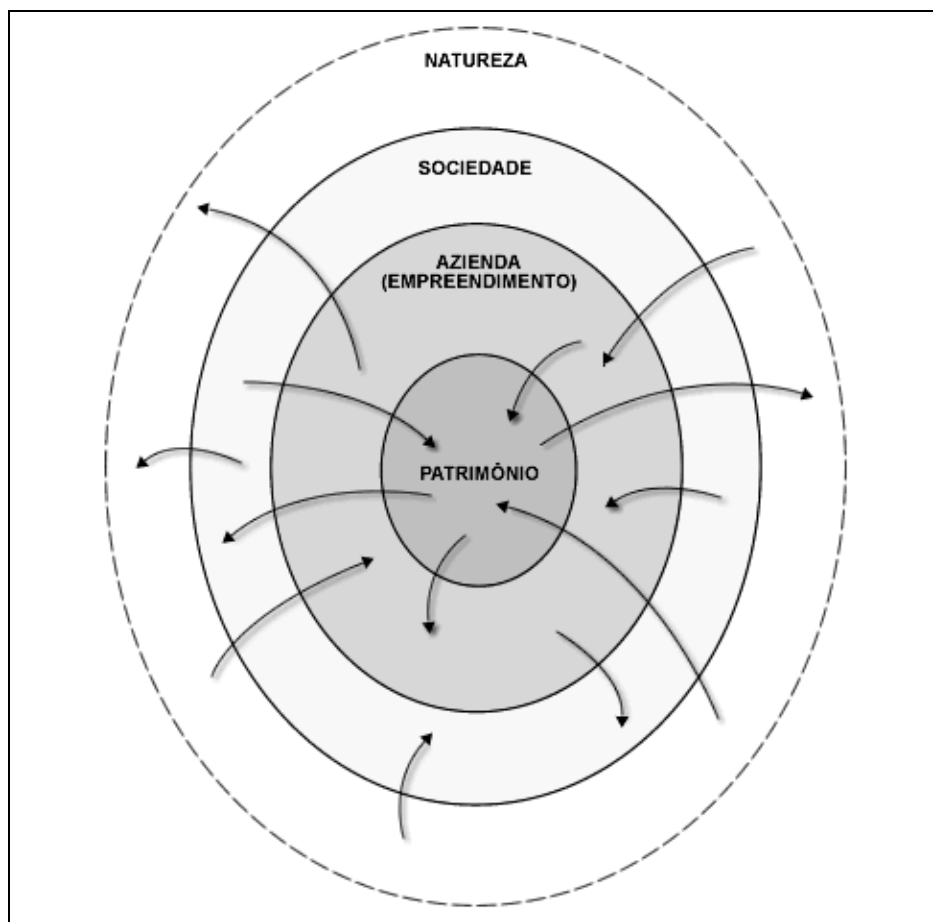 NATUREZA
SOCIEDADE
AZIENDA
(EMPREENDIMENTO)
PATRIMÔNIO